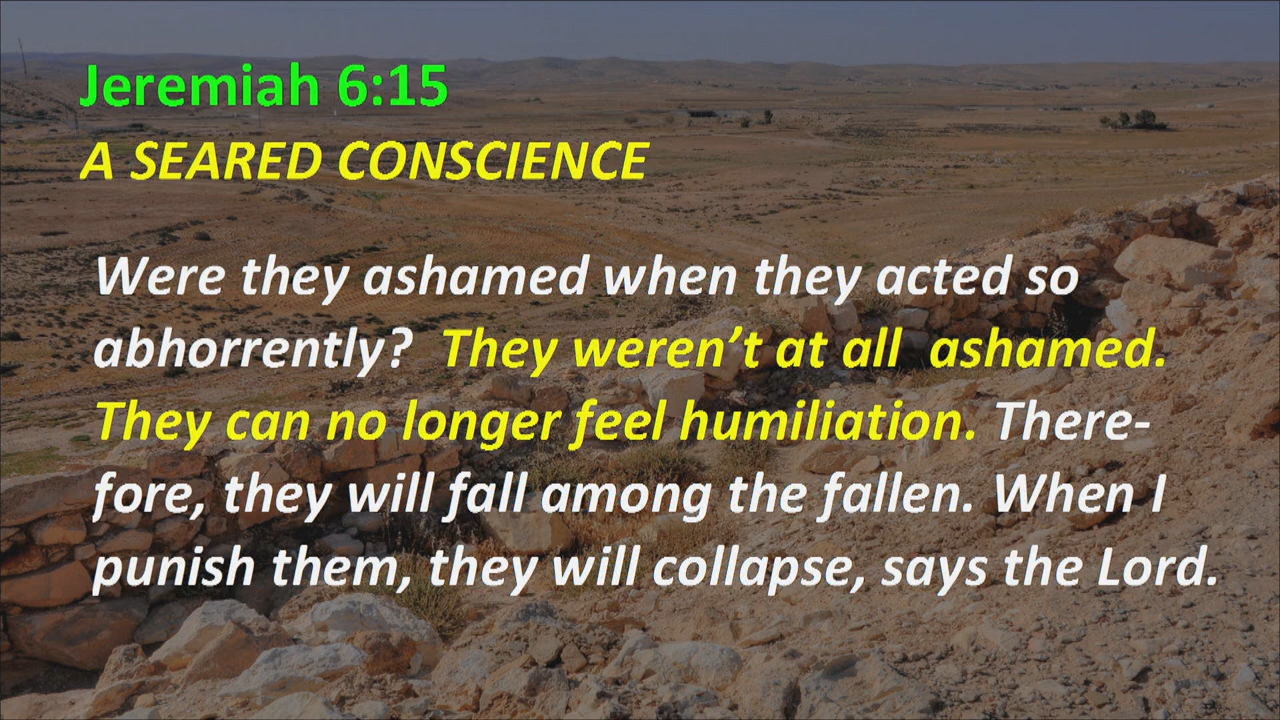 Jeremiah 6:15
A SEARED CONSCIENCE
Were they ashamed when they acted so
abhorrently?  They weren’t at all  ashamed.
They can no longer feel humiliation. There-
fore, they will fall among the fallen. When I
punish them, they will collapse, says the Lord.